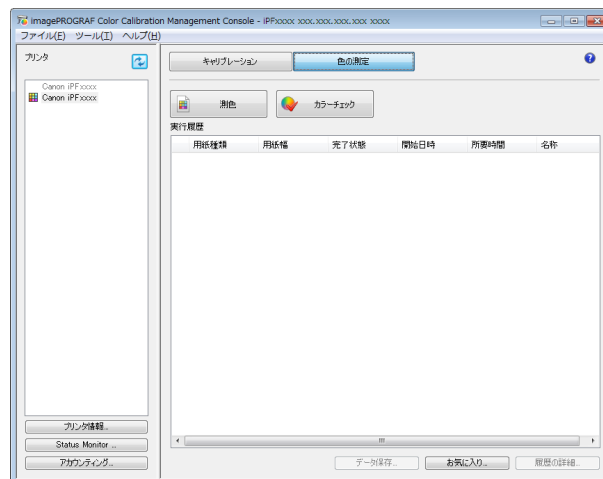 imagePROGRAF Color Calibration Management Console - iPFxxxx xxx.xxx.xxx.xxx xxxx
ファイル(F) ツール(T) ヘルプ(H)
プリンタ
キャリブレーション 色の測定
Canon iPFxxxx
Canon iPFxxxx
測色 カラーチェック
実行履歴
用紙種類 用紙幅 完了状態 開始日時 所要時間 名称
プリンタ情報...
Status Monitor ...
アカウンティング...
データ保存... お気に入り... 履歴の詳細...